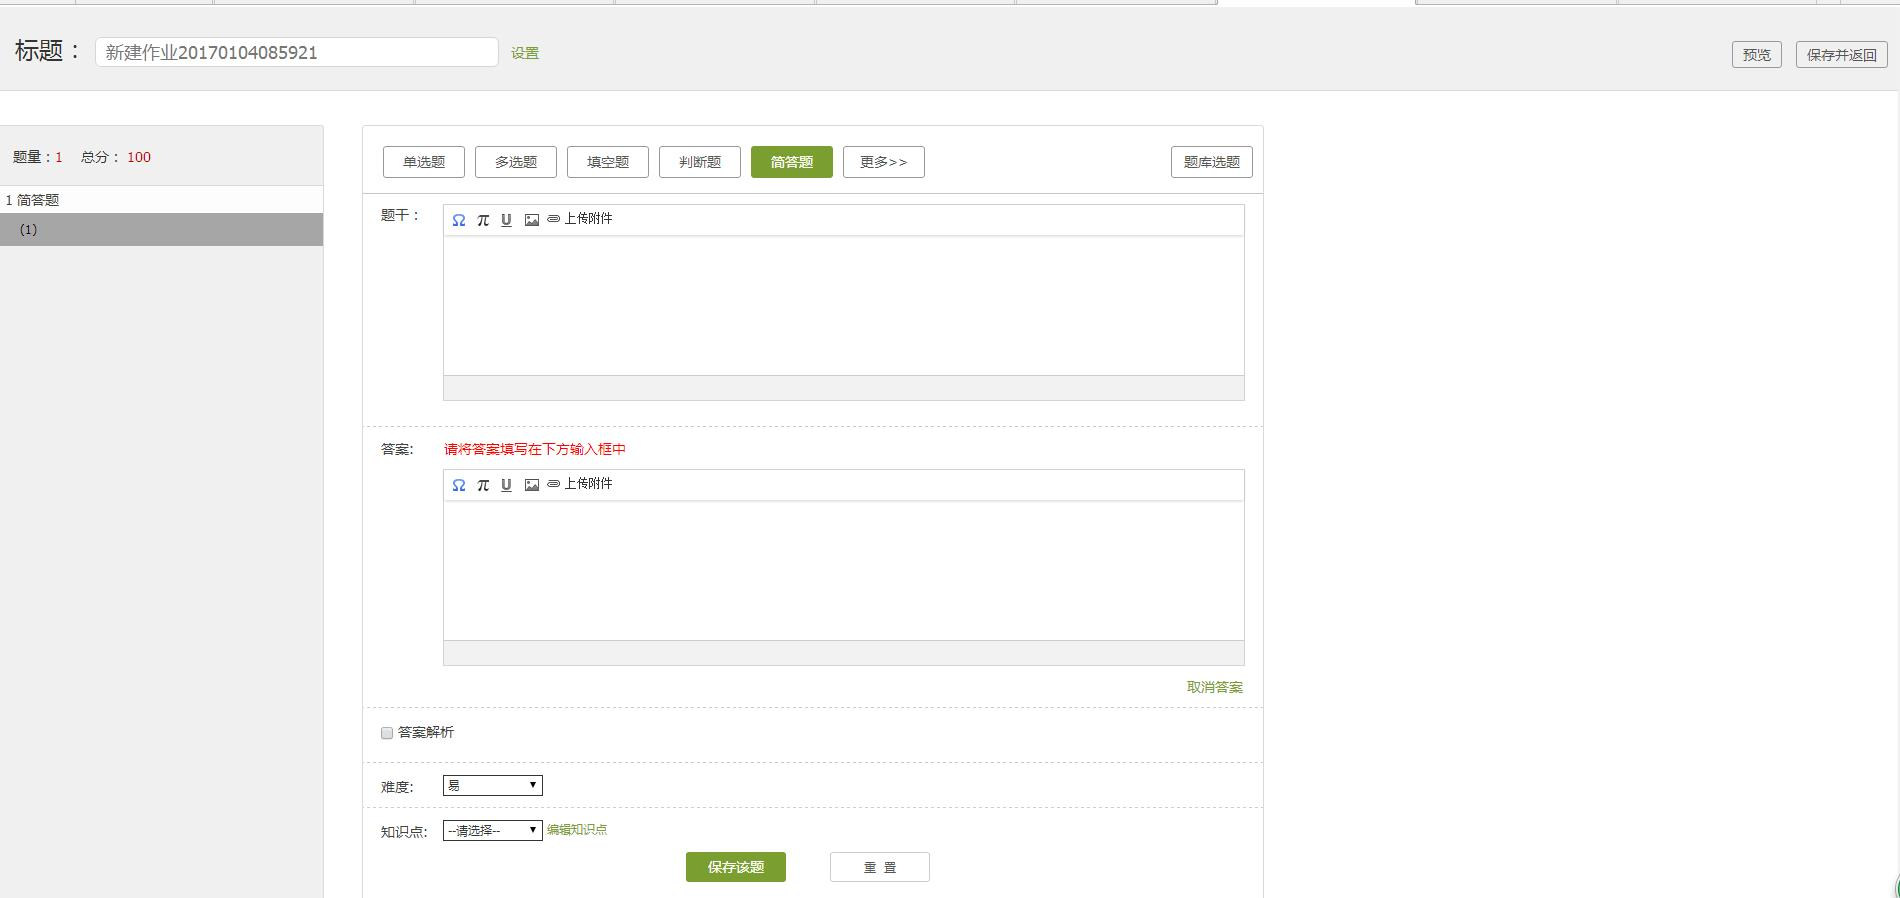 标题： 新建作业20170104085921 设置 预览 保存并返回
题量：1 总分： 100
1 简答题
(1)
单选题 多选题 填空题 判断题 简答题 更多>> 题库选题
题干： Ω π U 上传附件
答案: 请将答案填写在下方输入框中
Ω π U 上传附件
取消答案
答案解析
难度: 易
知识点: --请选择-- 编辑知识点
保存该题 重 置